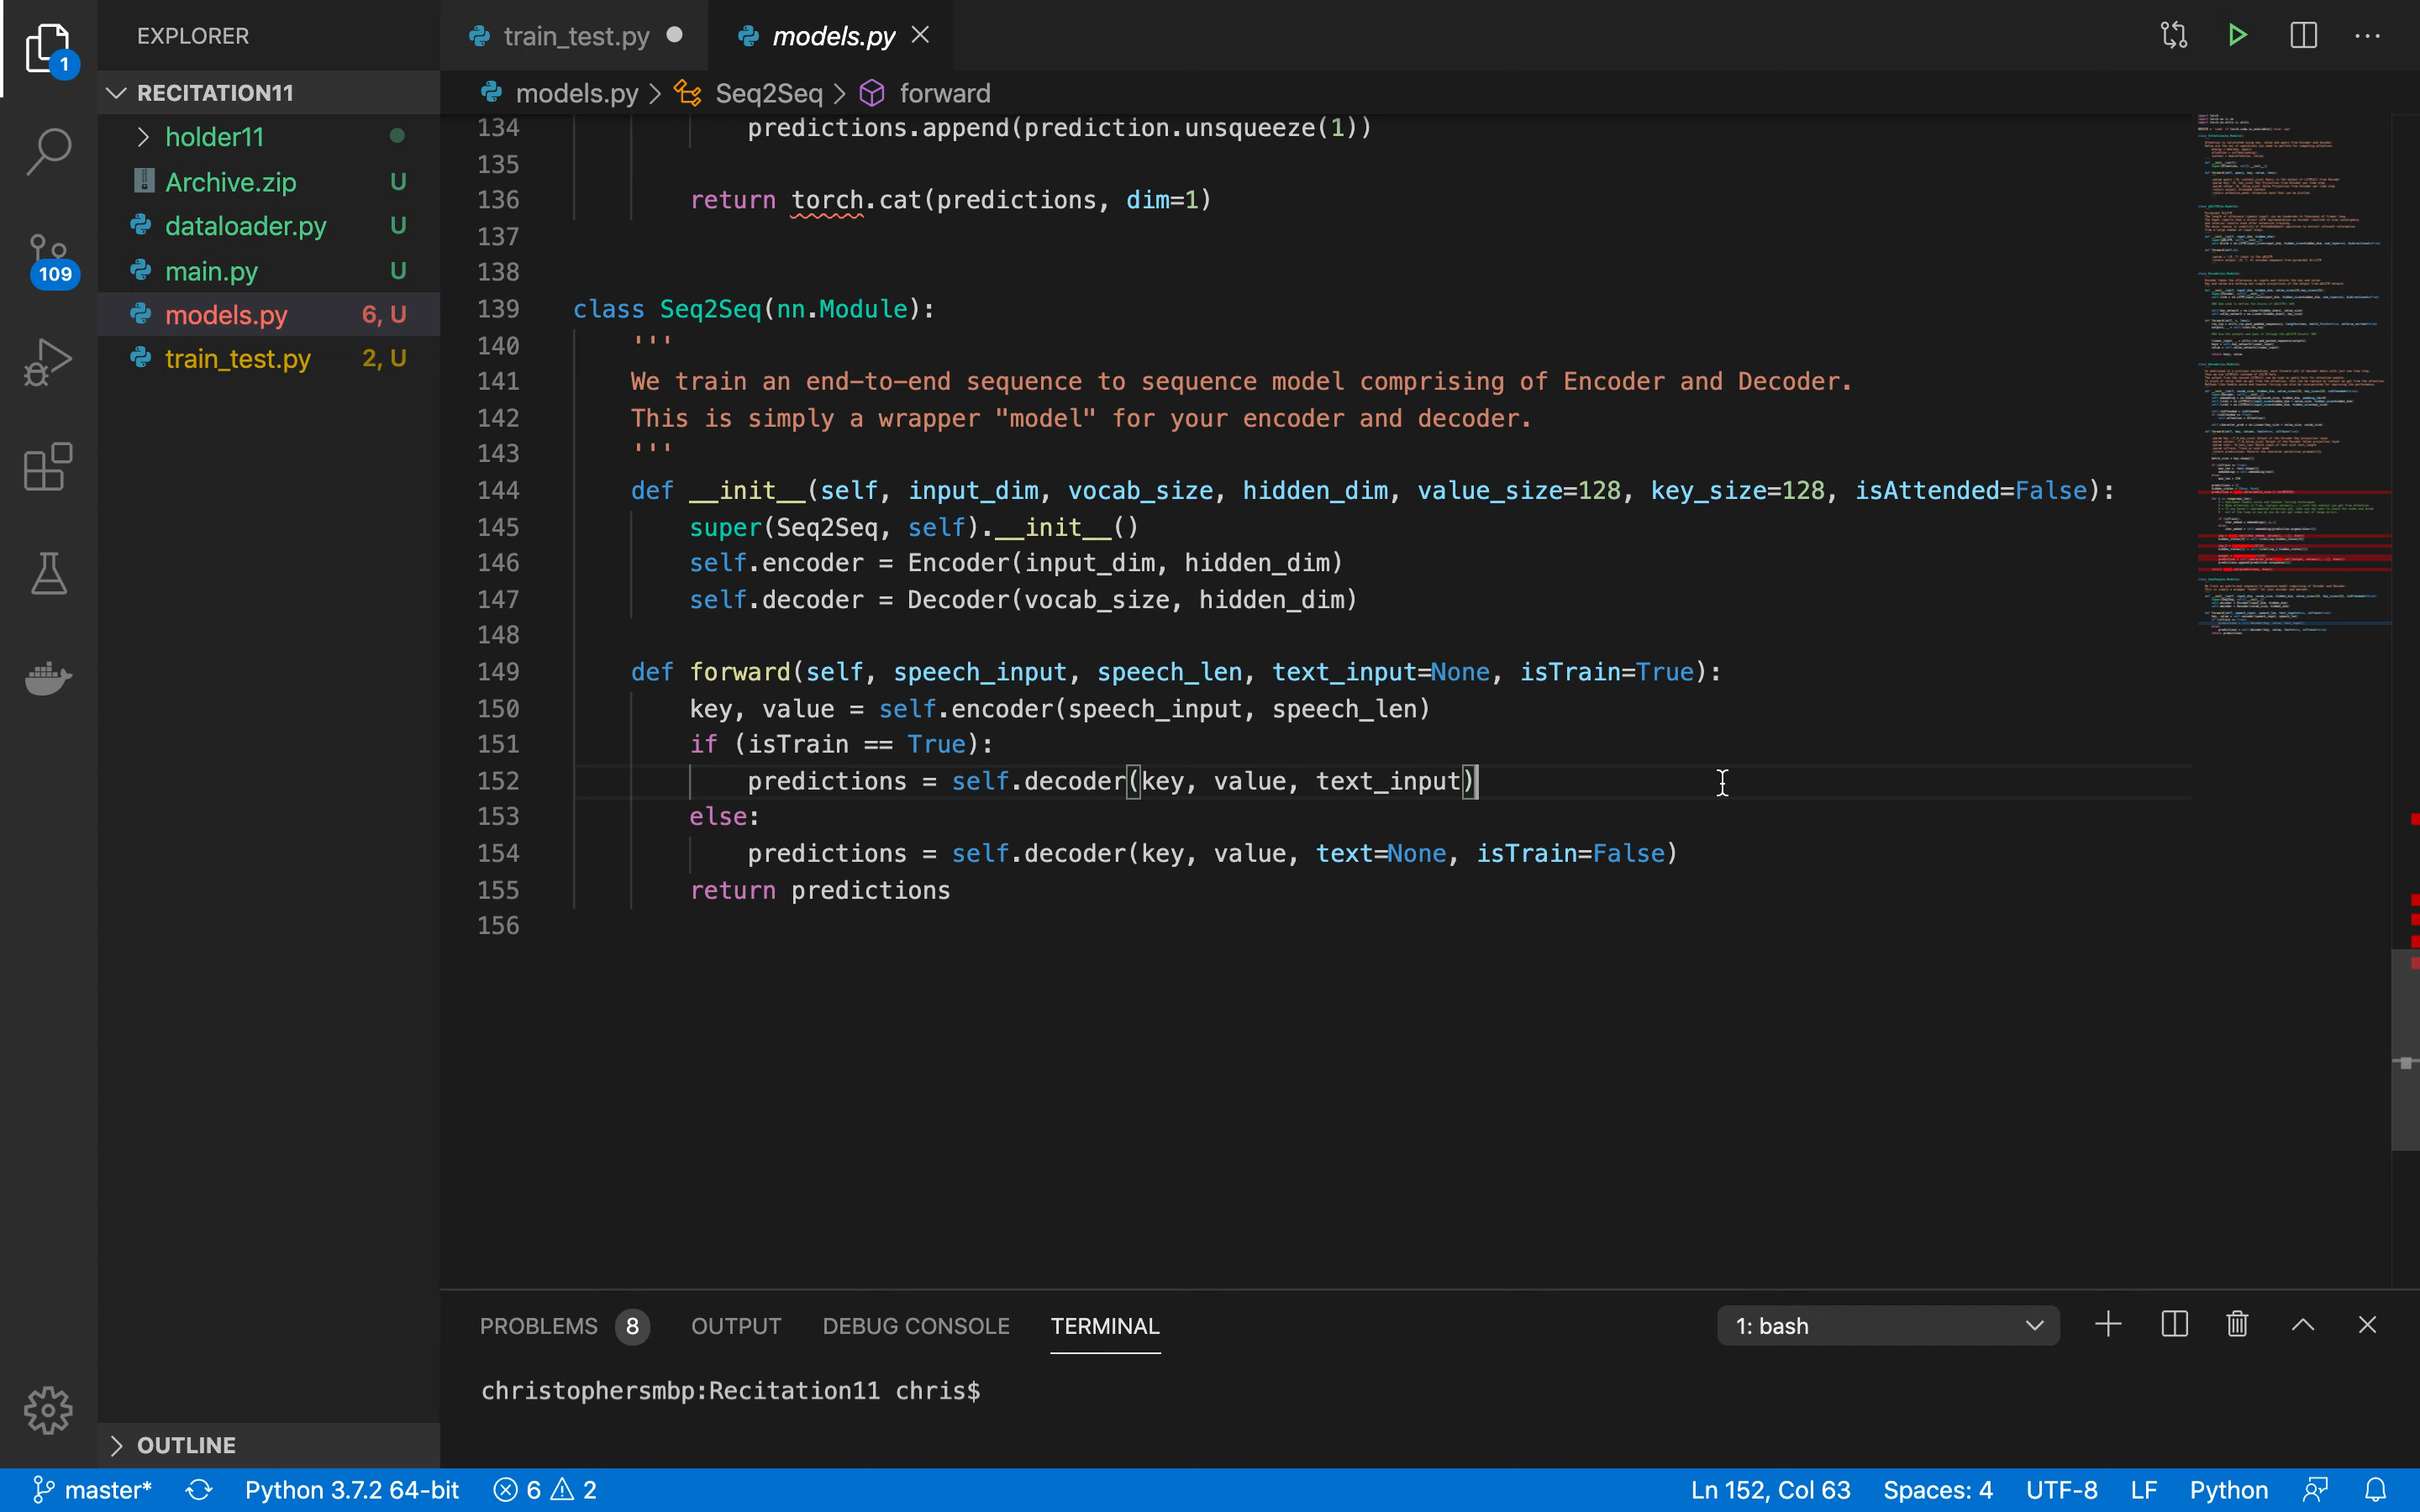 EXPLORER
train_test.py
models.py
1
RECITATION11
models.py > Seq2Seq > forward
holder11
Archive.zip U
dataloader.py U
main.py U
models.py 6, U
train_test.py 2, U
109
134 predictions.append(prediction.unsqueeze(1))
135
136 return torch.cat(predictions, dim=1)
137
138
139 class Seq2Seq(nn.Module):
140 '''
141 We train an end-to-end sequence to sequence model comprising of Encoder and Decoder.
142 This is simply a wrapper "model" for your encoder and decoder.
143 '''
144 def __init__(self, input_dim, vocab_size, hidden_dim, value_size=128, key_size=128, isAttended=False):
145 super(Seq2Seq, self).__init__()
146 self.encoder = Encoder(input_dim, hidden_dim)
147 self.decoder = Decoder(vocab_size, hidden_dim)
148
149 def forward(self, speech_input, speech_len, text_input=None, isTrain=True):
150 key, value = self.encoder(speech_input, speech_len)
151 if (isTrain == True):
152 predictions = self.decoder(key, value, text_input)
153 else:
154 predictions = self.decoder(key, value, text=None, isTrain=False)
155 return predictions
156
PROBLEMS 8 OUTPUT DEBUG CONSOLE TERMINAL
1: bash
christophersmbp:Recitation11 chris$
OUTLINE
master* Python 3.7.2 64-bit 6 2
Ln 152, Col 63 Spaces: 4 UTF-8 LF Python